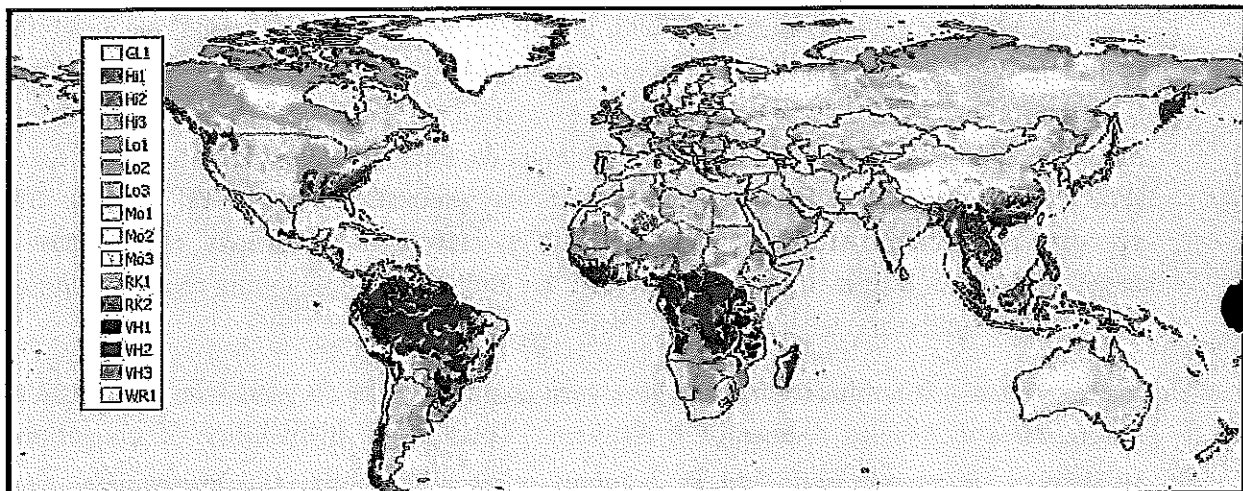 GL1
Hi1
Hi2
Hi3
Lo1
Lo2
Lo3
Mo1
Mo2
Mo3
RK1
RK2
VH1
VH2
VH3
WR1